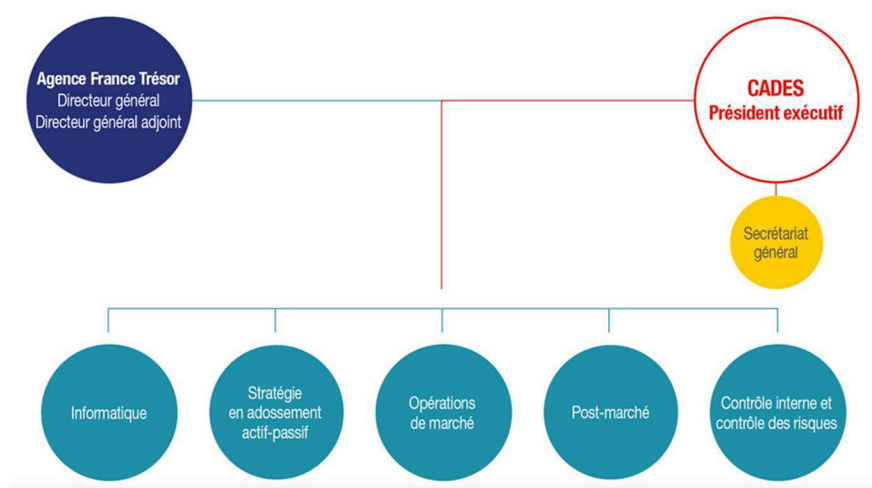 Agence France Trésor
Directeur général
Directeur général adjoint
CADES
Président exécutif
Secrétariat
général
Informatique
Stratégie
en adossement
actif-passif
Opérations
de marché
Post-marché
Contrôle interne et
contrôle des risques